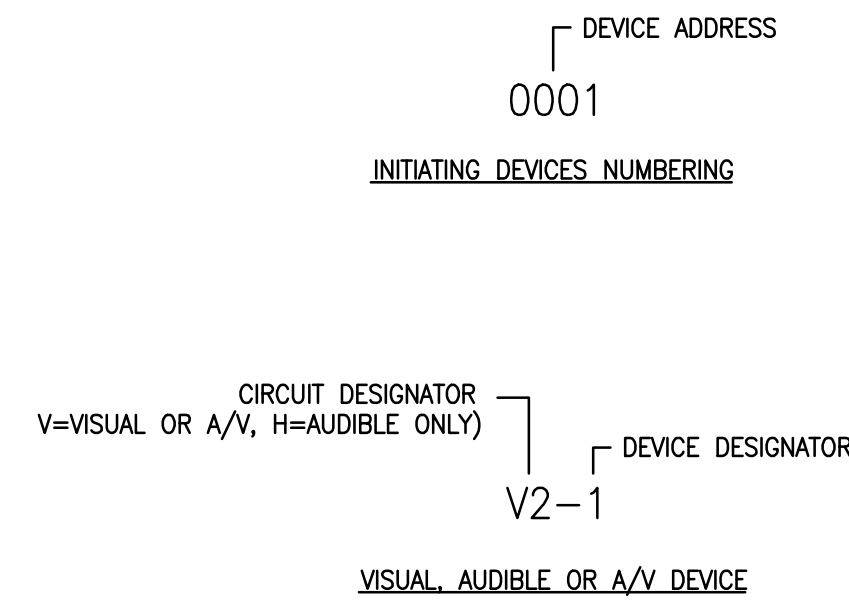 DEVICE ADDRESS
0001
INITIATING DEVICES NUMBERING
CIRCUIT DESIGNATOR
V=VISUAL OR A/V, H=AUDIBLE ONLY)
DEVICE DESIGNATOR
V2-1
VISUAL, AUDIBLE OR A/V DEVICE